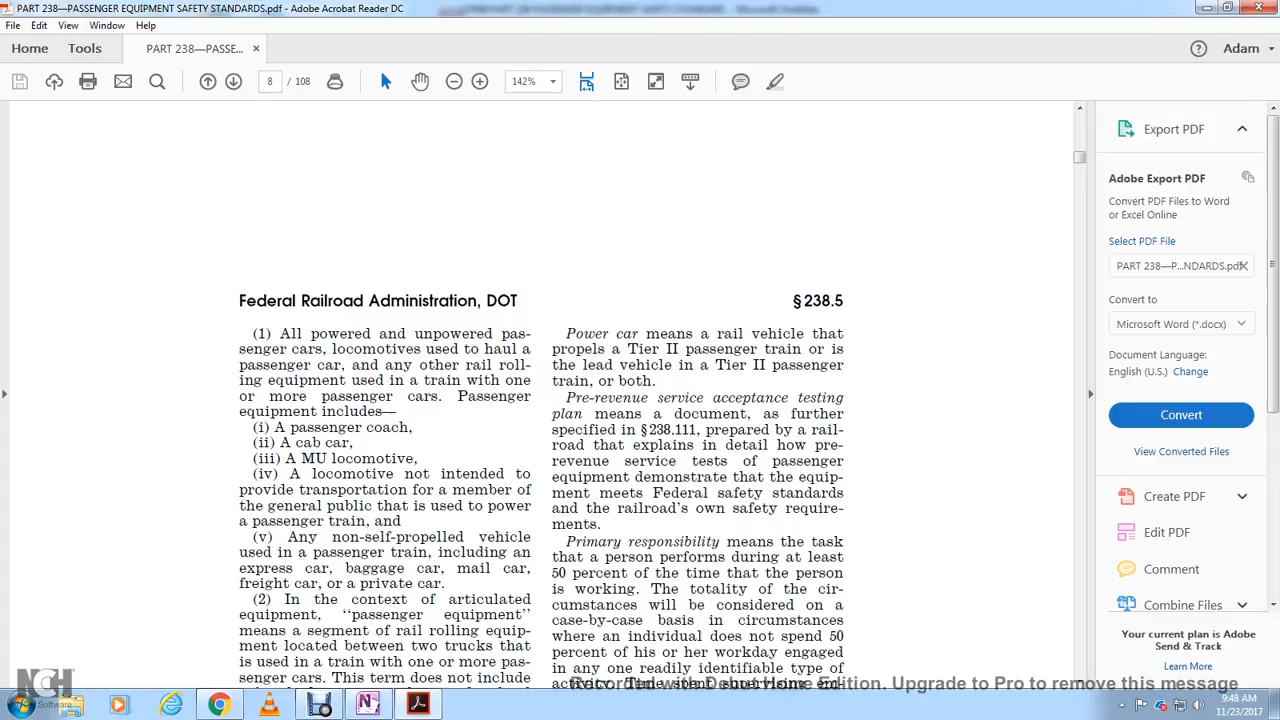 PART 238—PASSENGER EQUIPMENT SAFETY STANDARDS.pdf - Adobe Acrobat Reader DC
File Edit View Window Help
Home Tools PART 238—PASSE... ×
Adam
8 / 108
142%
Federal Railroad Administration, DOT
§ 238.5
(1) All powered and unpowered pas-
senger cars, locomotives used to haul a
passenger car, and any other rail roll-
ing equipment used in a train with one
or more passenger cars. Passenger
equipment includes—
(i) A passenger coach,
(ii) A cab car,
(iii) A MU locomotive,
(iv) A locomotive not intended to
provide transportation for a member of
the general public that is used to power
a passenger train, and
(v) Any non-self-propelled vehicle
used in a passenger train, including an
express car, baggage car, mail car,
freight car, or a private car.
(2) In the context of articulated
equipment, ‘‘passenger equipment’’
means a segment of rail rolling equip-
ment located between two trucks that
is used in a train with one or more pas-
senger cars. This term does not include
Power car means a rail vehicle that
propels a Tier II passenger train or is
the lead vehicle in a Tier II passenger
train, or both.
Pre-revenue service acceptance testing
plan means a document, as further
specified in § 238.111, prepared by a rail-
road that explains in detail how pre-
revenue service tests of passenger
equipment demonstrate that the equip-
ment meets Federal safety standards
and the railroad's own safety require-
ments.
Primary responsibility means the task
that a person performs during at least
50 percent of the time that the person
is working. The totality of the cir-
cumstances will be considered on a
case-by-case basis in circumstances
where an individual does not spend 50
percent of his or her workday engaged
in any one readily identifiable type of
activity. Time spent supervising em-
Export PDF
Adobe Export PDF
Convert PDF Files to Word
or Excel Online
Select PDF File
PART 238—P...NDARDS.pdf
Convert to
Microsoft Word (*.docx)
Document Language:
English (U.S.) Change
Convert
View Converted Files
Create PDF
Edit PDF
Comment
Combine Files
Your current plan is Adobe
Send & Track
Learn More
NCH
Software
Edition. Upgrade to Pro to remove this message
9:48 AM
11/23/2017